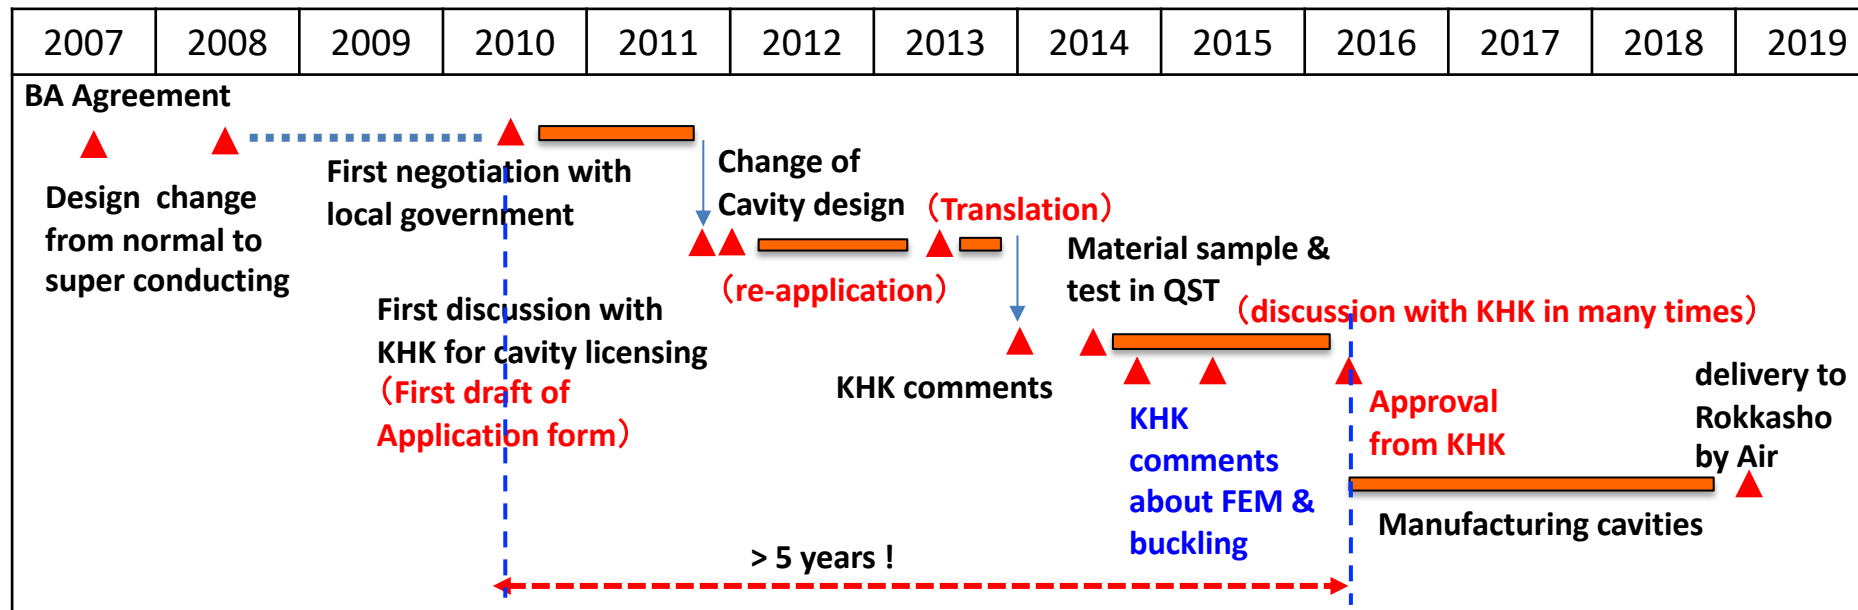 2007 2008 2009 2010 2011 2012 2013 2014 2015 2016 2017 2018 2019
BA Agreement
Design change
from normal to
super conducting
First negotiation with
local government
First discussion with
KHK for cavity licensing
（First draft of
Application form）
Change of
Cavity design
（re-application）
（Translation）
KHK comments
Material sample &
test in QST
（discussion with KHK in many times）
KHK
comments
about FEM &
buckling
Approval
from KHK
delivery to
Rokkasho
by Air
Manufacturing cavities
> 5 years !